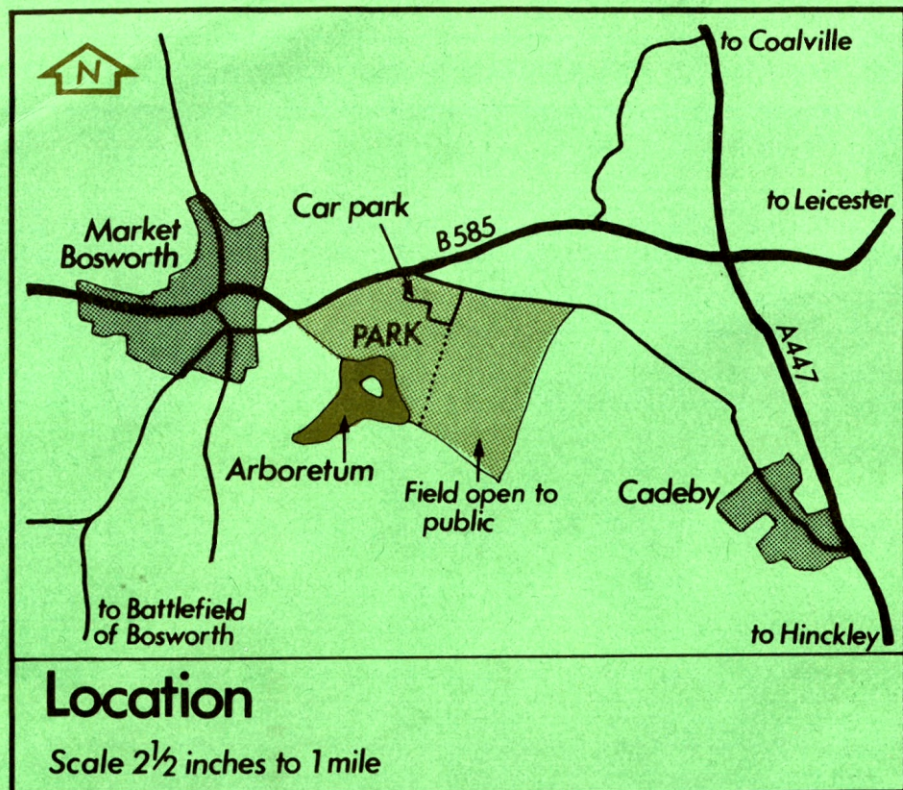 N
to Coalville
to Leicester
Car park
B585
Market
Bosworth
A447
PARK
Arboretum
Field open to
public
Cadeby
to Battlefield
of Bosworth
to Hinckley
Location
Scale 2½ inches to 1 mile